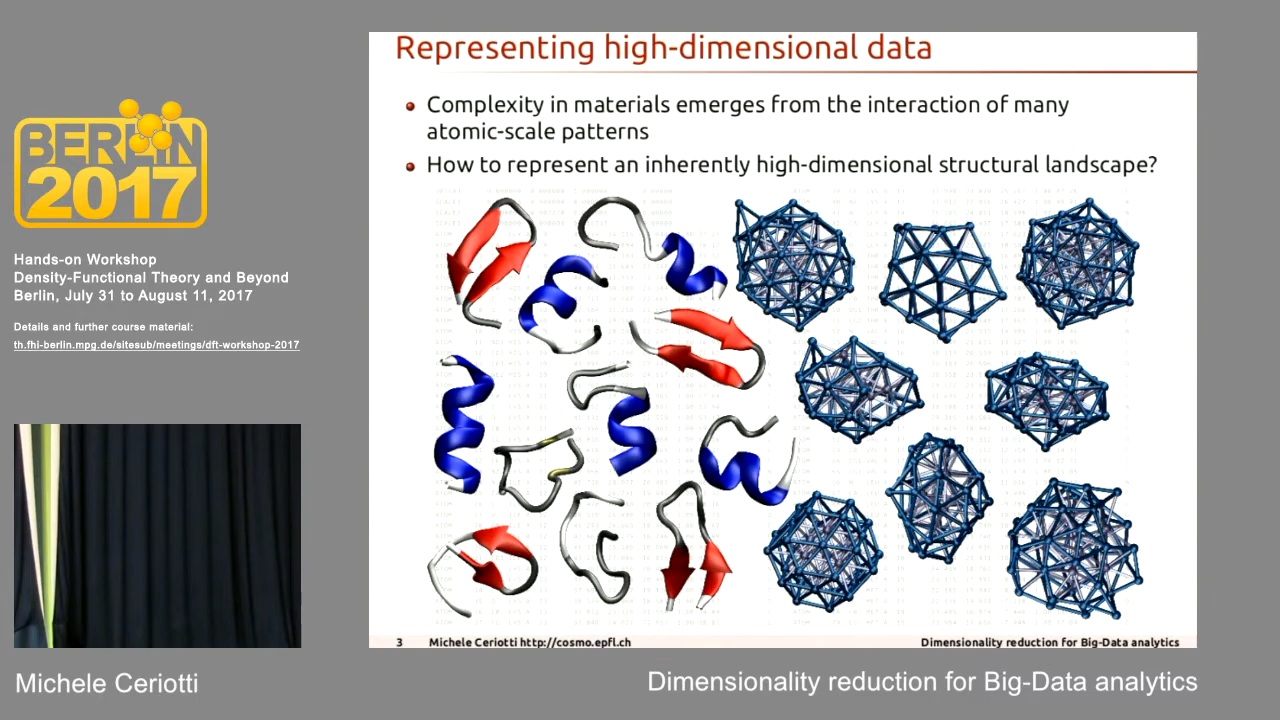 BERLIN
2017
Hands-on Workshop
Density-Functional Theory and Beyond
Berlin, July 31 to August 11, 2017
Details and further course material:
th.fhi-berlin.mpg.de/sitesub/meetings/dft-workshop-2017
Representing high-dimensional data
Complexity in materials emerges from the interaction of many
atomic-scale patterns
How to represent an inherently high-dimensional structural landscape?
3 Michele Ceriotti http://cosmo.epfl.ch Dimensionality reduction for Big-Data analytics
Michele Ceriotti
Dimensionality reduction for Big-Data analytics